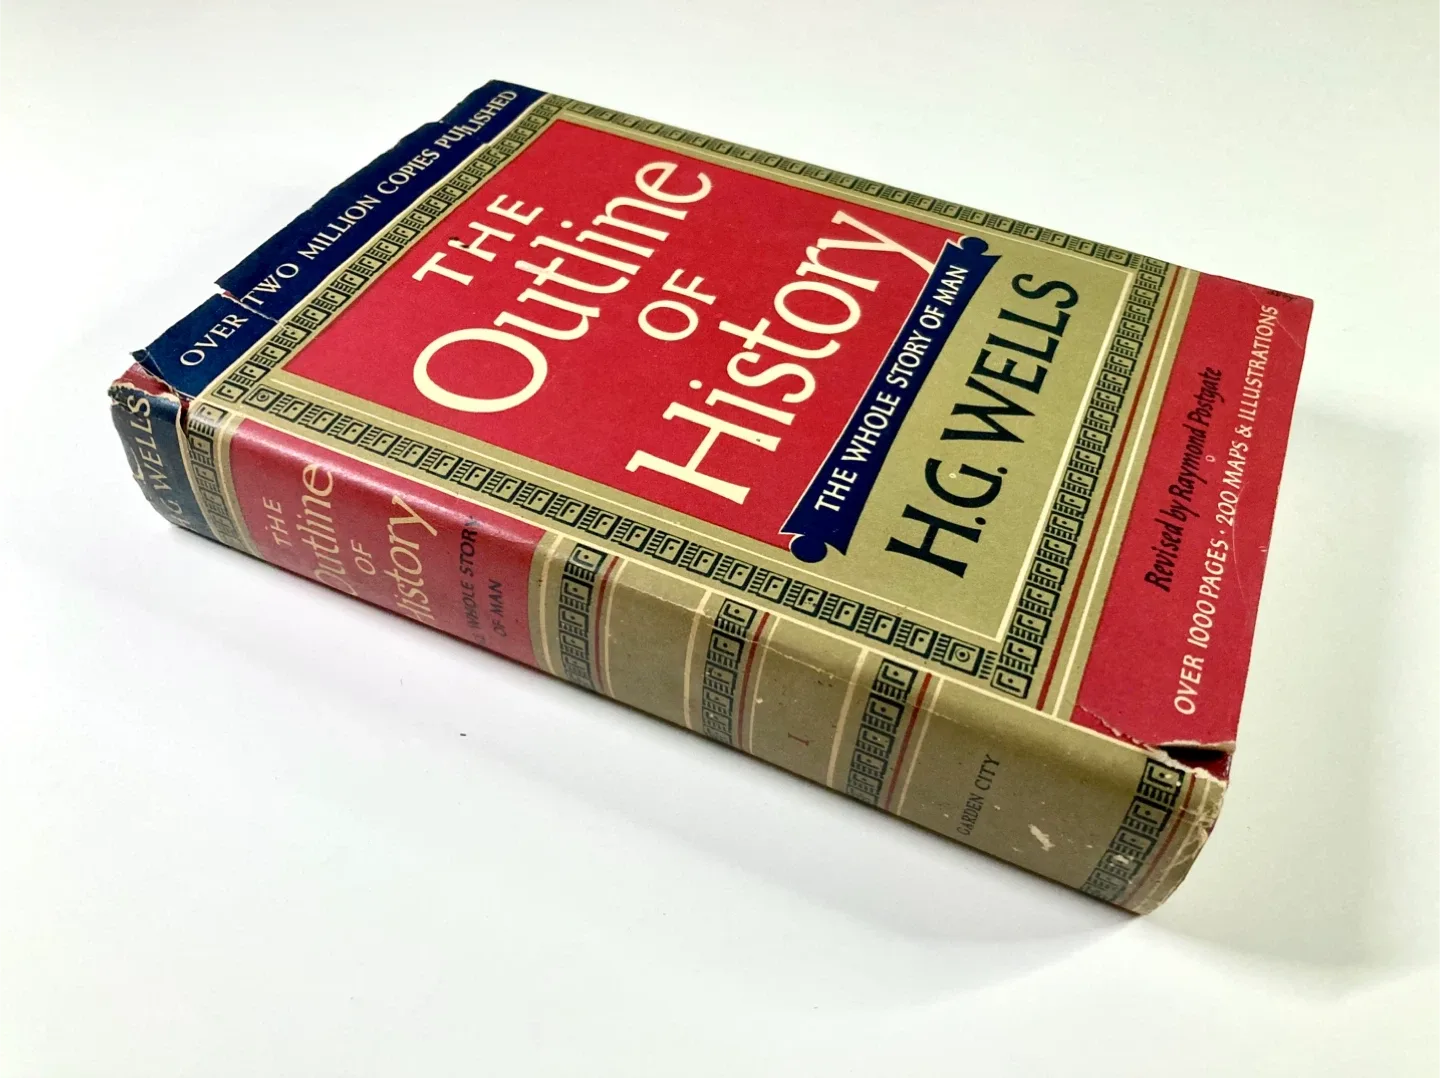 OVER TWO MILLION COPIES PUBLISHED
THE
Outline
OF
History
THE WHOLE STORY OF MAN
H.G. WELLS
Revised by Raymond Postgate
OVER 1000 PAGES · 200 MAPS & ILLUSTRATIONS
H.G. WELLS
THE
Outline
OF
History
WHOLE STORY
OF MAN
I
GARDEN CITY